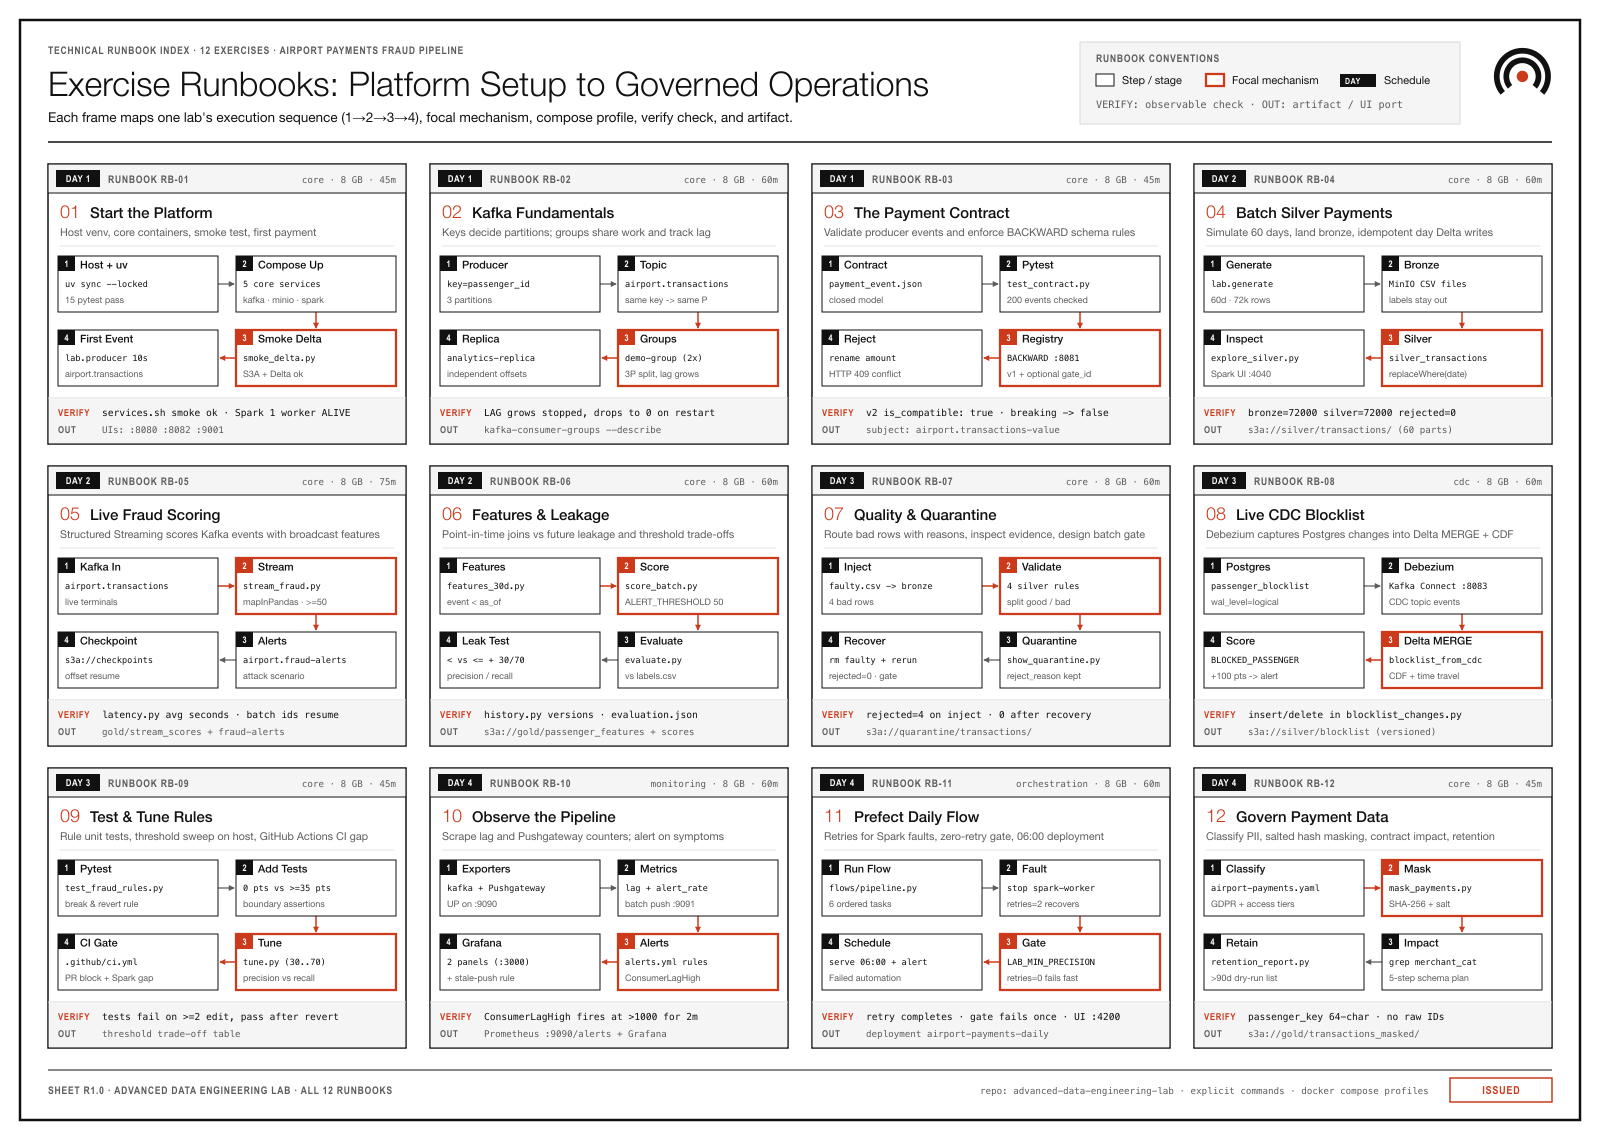 TECHNICAL RUNBOOK INDEX · 12 EXERCISES · AIRPORT PAYMENTS FRAUD PIPELINE
Exercise Runbooks: Platform Setup to Governed Operations
Each frame maps one lab's execution sequence (1→2→3→4), focal mechanism, compose profile, verify check, and artifact.
RUNBOOK CONVENTIONS
Step / stage
Focal mechanism
DAY
Schedule
VERIFY: observable check · OUT: artifact / UI port
DAY 1
RUNBOOK RB-01
core · 8 GB · 45m
01 Start the Platform
Host venv, core containers, smoke test, first payment
1 Host + uv
uv sync --locked
15 pytest pass
2 Compose Up
5 core services
kafka · minio · spark
4 First Event
lab.producer 10s
airport.transactions
3 Smoke Delta
smoke_delta.py
S3A + Delta ok
VERIFY services.sh smoke ok · Spark 1 worker ALIVE
OUT UIs: :8080 :8082 :9001
DAY 1
RUNBOOK RB-02
core · 8 GB · 60m
02 Kafka Fundamentals
Keys decide partitions; groups share work and track lag
1 Producer
key=passenger_id
3 partitions
2 Topic
airport.transactions
same key -> same P
4 Replica
analytics-replica
independent offsets
3 Groups
demo-group (2x)
3P split, lag grows
VERIFY LAG grows stopped, drops to 0 on restart
OUT kafka-consumer-groups --describe
DAY 1
RUNBOOK RB-03
core · 8 GB · 45m
03 The Payment Contract
Validate producer events and enforce BACKWARD schema rules
1 Contract
payment_event.json
closed model
2 Pytest
test_contract.py
200 events checked
4 Reject
rename amount
HTTP 409 conflict
3 Registry
BACKWARD :8081
v1 + optional gate_id
VERIFY v2 is_compatible: true · breaking -> false
OUT subject: airport.transactions-value
DAY 2
RUNBOOK RB-04
core · 8 GB · 60m
04 Batch Silver Payments
Simulate 60 days, land bronze, idempotent day Delta writes
1 Generate
lab.generate
60d · 72k rows
2 Bronze
MinIO CSV files
labels stay out
4 Inspect
explore_silver.py
Spark UI :4040
3 Silver
silver_transactions
replaceWhere(date)
VERIFY bronze=72000 silver=72000 rejected=0
OUT s3a://silver/transactions/ (60 parts)
DAY 2
RUNBOOK RB-05
core · 8 GB · 75m
05 Live Fraud Scoring
Structured Streaming scores Kafka events with broadcast features
1 Kafka In
airport.transactions
live terminals
2 Stream
stream_fraud.py
mapInPandas · >=50
4 Checkpoint
s3a://checkpoints
offset resume
3 Alerts
airport.fraud-alerts
attack scenario
VERIFY latency.py avg seconds · batch ids resume
OUT gold/stream_scores + fraud-alerts
DAY 2
RUNBOOK RB-06
core · 8 GB · 60m
06 Features & Leakage
Point-in-time joins vs future leakage and threshold trade-offs
1 Features
features_30d.py
event < as_of
2 Score
score_batch.py
ALERT_THRESHOLD 50
4 Leak Test
< vs <= + 30/70
precision / recall
3 Evaluate
evaluate.py
vs labels.csv
VERIFY history.py versions · evaluation.json
OUT s3a://gold/passenger_features + scores
DAY 3
RUNBOOK RB-07
core · 8 GB · 60m
07 Quality & Quarantine
Route bad rows with reasons, inspect evidence, design batch gate
1 Inject
faulty.csv -> bronze
4 bad rows
2 Validate
4 silver rules
split good / bad
4 Recover
rm faulty + rerun
rejected=0 · gate
3 Quarantine
show_quarantine.py
reject_reason kept
VERIFY rejected=4 on inject · 0 after recovery
OUT s3a://quarantine/transactions/
DAY 3
RUNBOOK RB-08
cdc · 8 GB · 60m
08 Live CDC Blocklist
Debezium captures Postgres changes into Delta MERGE + CDF
1 Postgres
passenger_blocklist
wal_level=logical
2 Debezium
Kafka Connect :8083
CDC topic events
4 Score
BLOCKED_PASSENGER
+100 pts -> alert
3 Delta MERGE
blocklist_from_cdc
CDF + time travel
VERIFY insert/delete in blocklist_changes.py
OUT s3a://silver/blocklist (versioned)
DAY 3
RUNBOOK RB-09
core · 8 GB · 45m
09 Test & Tune Rules
Rule unit tests, threshold sweep on host, GitHub Actions CI gap
1 Pytest
test_fraud_rules.py
break & revert rule
2 Add Tests
0 pts vs >=35 pts
boundary assertions
4 CI Gate
.github/ci.yml
PR block + Spark gap
3 Tune
tune.py (30..70)
precision vs recall
VERIFY tests fail on >=2 edit, pass after revert
OUT threshold trade-off table
DAY 4
RUNBOOK RB-10
monitoring · 8 GB · 60m
10 Observe the Pipeline
Scrape lag and Pushgateway counters; alert on symptoms
1 Exporters
kafka + Pushgateway
UP on :9090
2 Metrics
lag + alert_rate
batch push :9091
4 Grafana
2 panels (:3000)
+ stale-push rule
3 Alerts
alerts.yml rules
ConsumerLagHigh
VERIFY ConsumerLagHigh fires at >1000 for 2m
OUT Prometheus :9090/alerts + Grafana
DAY 4
RUNBOOK RB-11
orchestration · 8 GB · 60m
11 Prefect Daily Flow
Retries for Spark faults, zero-retry gate, 06:00 deployment
1 Run Flow
flows/pipeline.py
6 ordered tasks
2 Fault
stop spark-worker
retries=2 recovers
4 Schedule
serve 06:00 + alert
Failed automation
3 Gate
LAB_MIN_PRECISION
retries=0 fails fast
VERIFY retry completes · gate fails once · UI :4200
OUT deployment airport-payments-daily
DAY 4
RUNBOOK RB-12
core · 8 GB · 45m
12 Govern Payment Data
Classify PII, salted hash masking, contract impact, retention
1 Classify
airport-payments.yaml
GDPR + access tiers
2 Mask
mask_payments.py
SHA-256 + salt
4 Retain
retention_report.py
>90d dry-run list
3 Impact
grep merchant_cat
5-step schema plan
VERIFY passenger_key 64-char · no raw IDs
OUT s3a://gold/transactions_masked/
SHEET R1.0 · ADVANCED DATA ENGINEERING LAB · ALL 12 RUNBOOKS
repo: advanced-data-engineering-lab · explicit commands · docker compose profiles
ISSUED